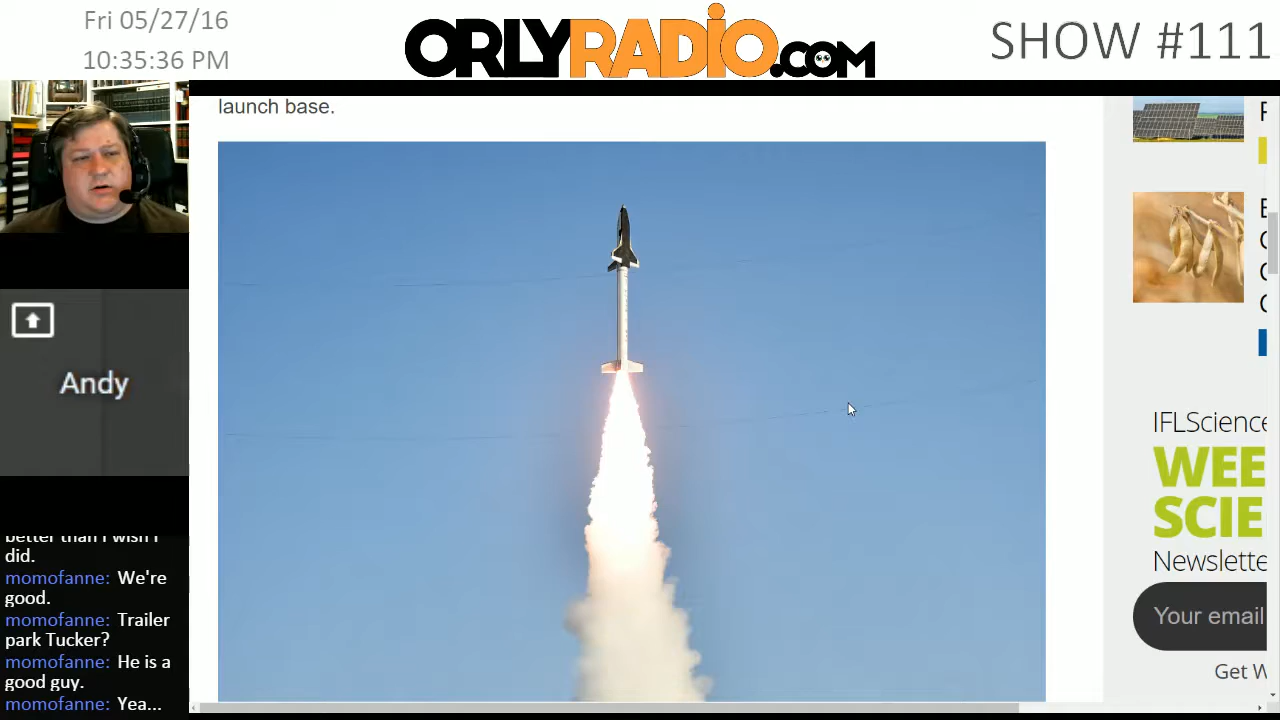 Fri 05/27/16
10:35:36 PM
ORLYRADiO.COM
SHOW #111
launch base.
Andy
better than I wish I
did.
momofanne: We're
good.
momofanne: Trailer
park Tucker?
momofanne: He is a
good guy.
momofanne: Yea...
IFLScience
WEE
SCIE
Newslette
Your email
Get W